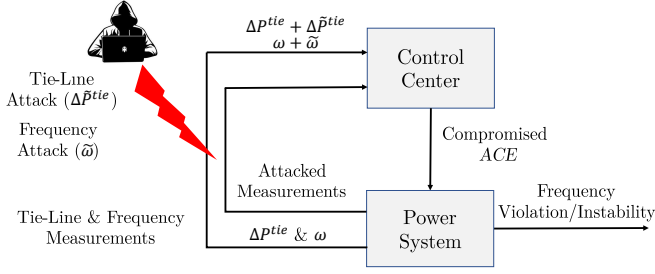 ΔP^tie + ΔP̃^tie
ω + ω̃
Control
Center
Tie-Line
Attack (ΔP̃^tie)
Frequency
Attack (ω̃)
Compromised
ACE
Attacked
Measurements
Frequency
Violation/Instability
Tie-Line & Frequency
Measurements
Power
System
ΔP^tie & ω